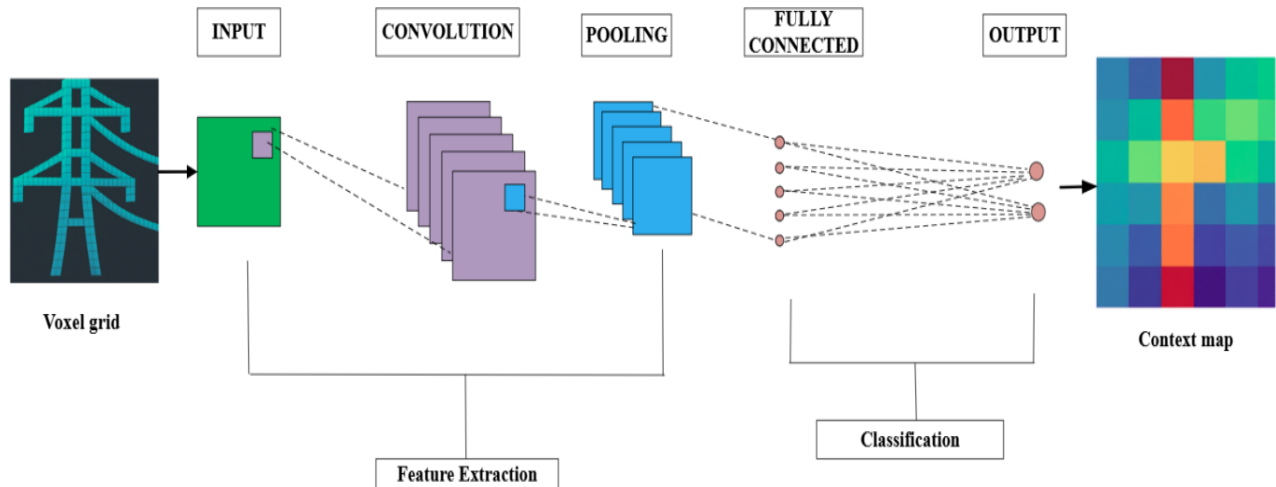 INPUT
CONVOLUTION
POOLING
FULLY
CONNECTED
OUTPUT
Voxel grid
Context map
Classification
Feature Extraction